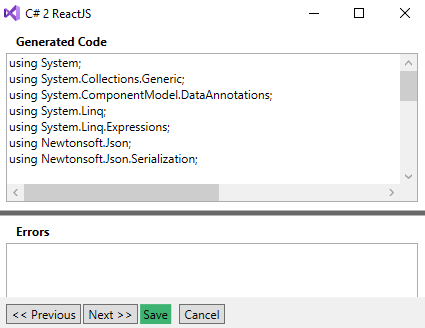 C# 2 ReactJS
Generated Code
using System;
using System.Collections.Generic;
using System.ComponentModel.DataAnnotations;
using System.Linq;
using System.Linq.Expressions;
using Newtonsoft.Json;
using Newtonsoft.Json.Serialization;
Errors
<< Previous Next >> Save Cancel